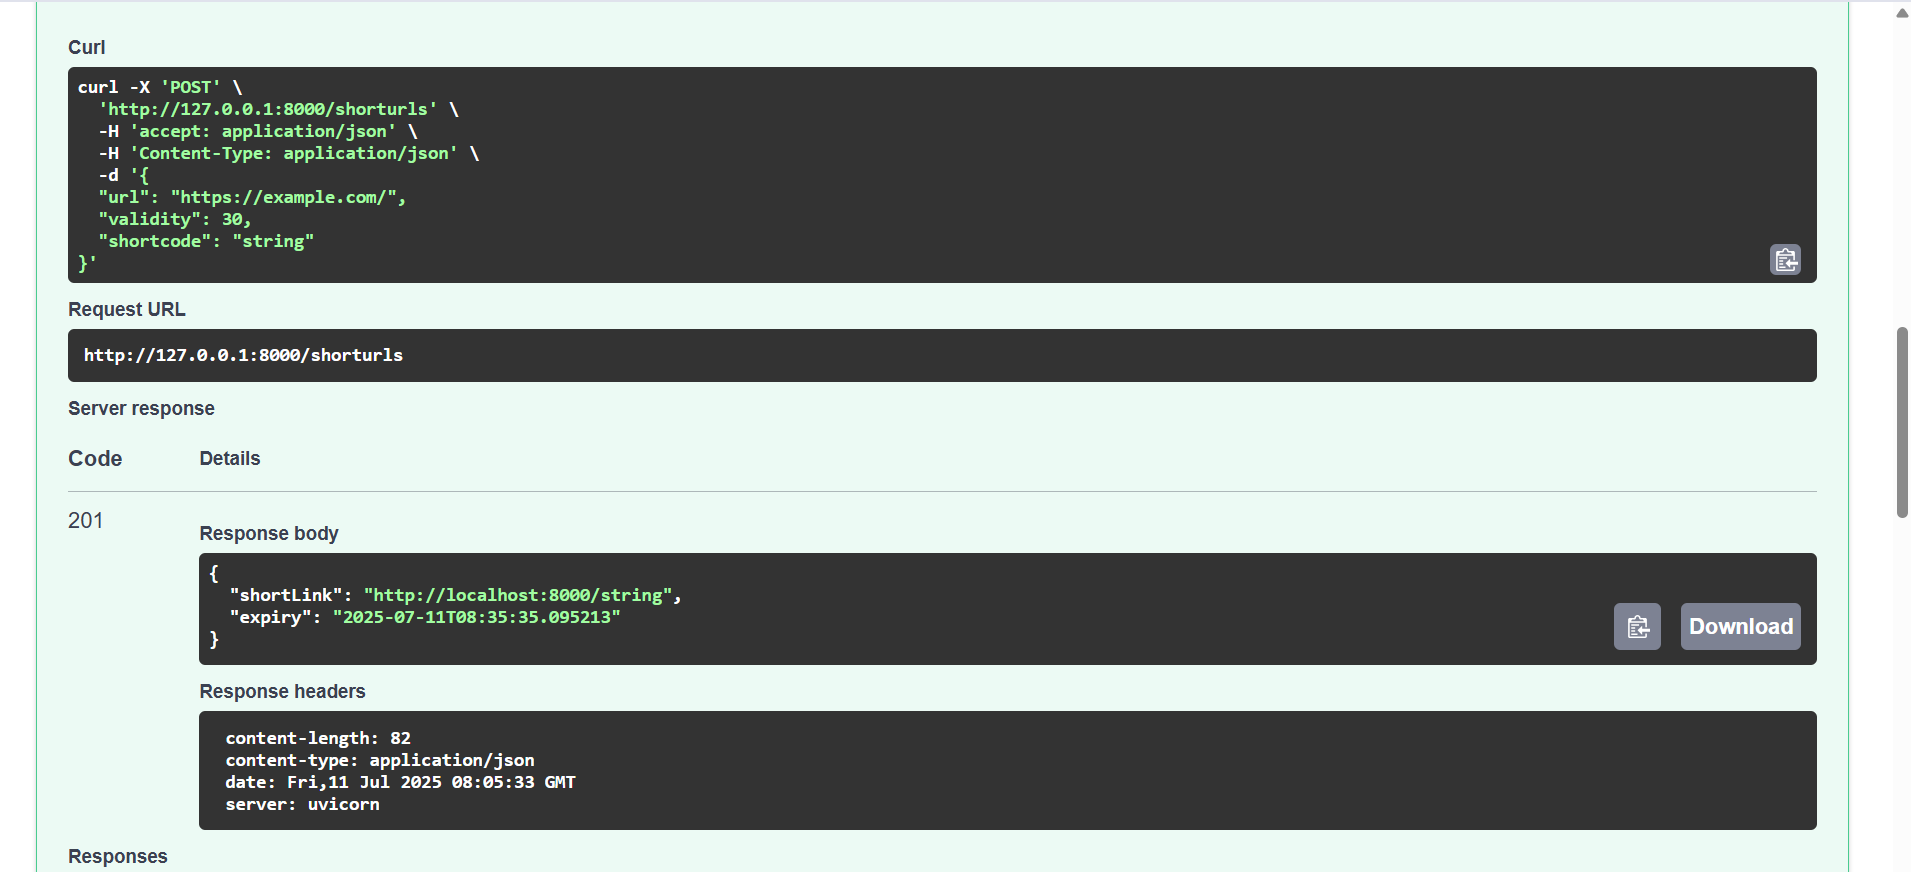 Curl
curl -X 'POST' \
'http://127.0.0.1:8000/shorturls' \
-H 'accept: application/json' \
-H 'Content-Type: application/json' \
-d '{
"url": "https://example.com/",
"validity": 30,
"shortcode": "string"
}'
Request URL
http://127.0.0.1:8000/shorturls
Server response
Code Details
201
Response body
{
"shortLink": "http://localhost:8000/string",
"expiry": "2025-07-11T08:35:35.095213"
}
Download
Response headers
content-length: 82
content-type: application/json
date: Fri,11 Jul 2025 08:05:33 GMT
server: uvicorn
Responses